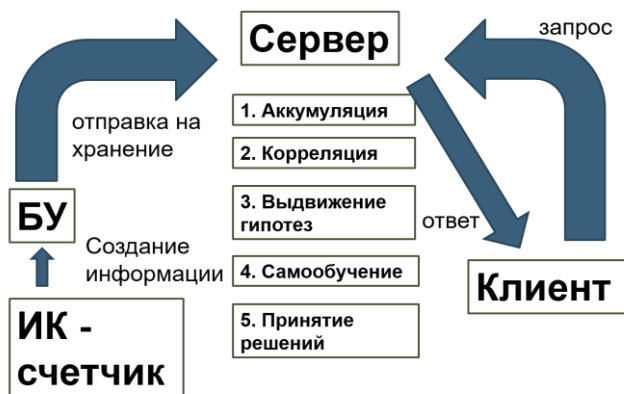 Сервер
запрос
отправка на
хранение
1. Аккумуляция
2. Корреляция
3. Выдвижение
гипотез
4. Самообучение
5. Принятие
решений
ответ
БУ
Создание
информации
ИК -
счетчик
Клиент